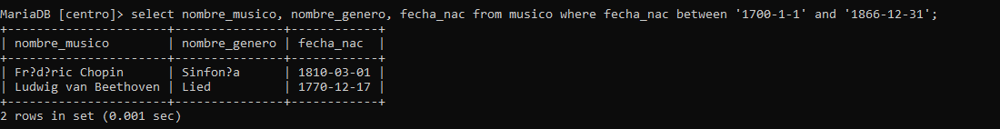 MariaDB [centro]> select nombre_musico, nombre_genero, fecha_nac from musico where fecha_nac between '1700-1-1' and '1866-12-31';
+----------------------+---------------+------------+
| nombre_musico        | nombre_genero | fecha_nac  |
+----------------------+---------------+------------+
| Fr?d?ric Chopin      | Sinfon?a      | 1810-03-01 |
| Ludwig van Beethoven | Lied          | 1770-12-17 |
+----------------------+---------------+------------+
2 rows in set (0.001 sec)